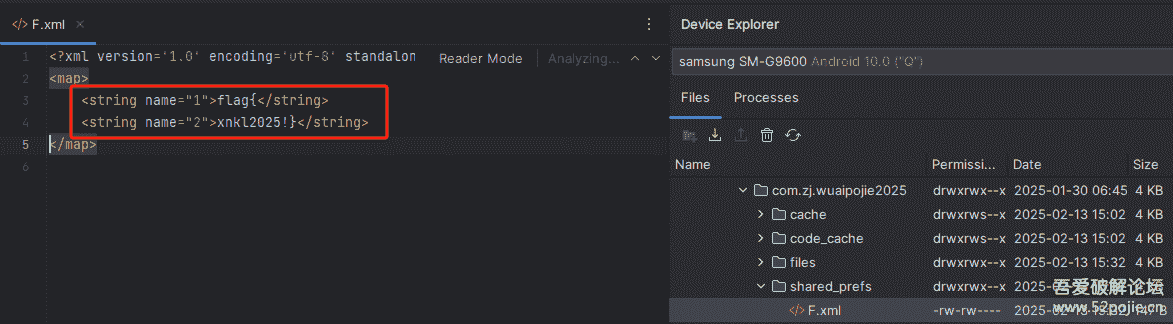 F.xml
1 <?xml version='1.0' encoding='utf-8' standalon
Reader Mode
Analyzing...
2 <map>
3 <string name="1">flag{</string>
4 <string name="2">xnkl2025!}</string>
5 </map>
6
Device Explorer
samsung SM-G9600 Android 10.0 ("Q")
Files Processes
Name Permissi... Date Size
com.zj.wuaipojie2025 drwxrwx--x 2025-01-30 06:45 4 KB
cache drwxrws--x 2025-02-13 15:02 4 KB
code_cache drwxrws--x 2025-02-13 15:02 4 KB
files drwxrwx--x 2025-02-13 15:32 4 KB
shared_prefs drwxrwx--x
F.xml -rw-rw----
吾爱破解论坛
www.52pojie.cn